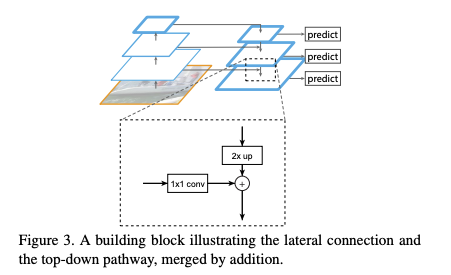 predict
predict
predict
2x up
1x1 conv
+
Figure 3. A building block illustrating the lateral connection and
the top-down pathway, merged by addition.